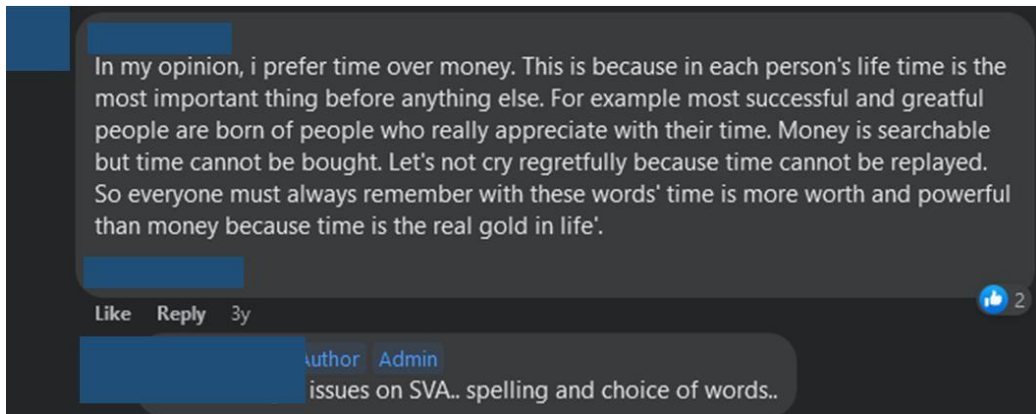 In my opinion, i prefer time over money. This is because in each person's life time is the
most important thing before anything else. For example most successful and greatful
people are born of people who really appreciate with their time. Money is searchable
but time cannot be bought. Let's not cry regretfully because time cannot be replayed.
So everyone must always remember with these words' time is more worth and powerful
than money because time is the real gold in life'.
2
Like Reply 3y
Author Admin
issues on SVA.. spelling and choice of words..